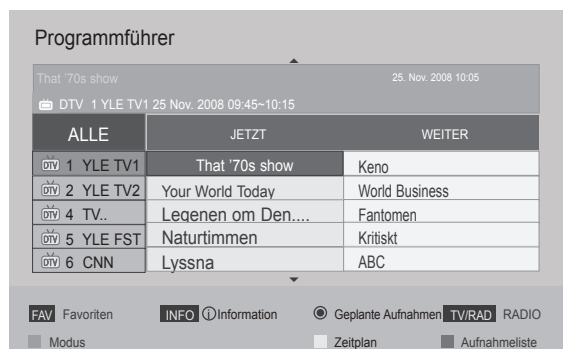 Programmführer
That '70s show 25. Nov. 2008 10:05
DTV 1 YLE TV1 25 Nov. 2008 09:45~10:15
ALLE JETZT WEITER
DTV 1 YLE TV1 That '70s show Keno
DTV 2 YLE TV2 Your World Today World Business
DTV 4 TV.. Legenen om Den.... Fantomen
DTV 5 YLE FST Naturtimmen Kritiskt
DTV 6 CNN Lyssna ABC
FAV Favoriten INFO ⓘInformation Geplante Aufnahmen TV/RAD RADIO
Modus Zeitplan Aufnahmeliste